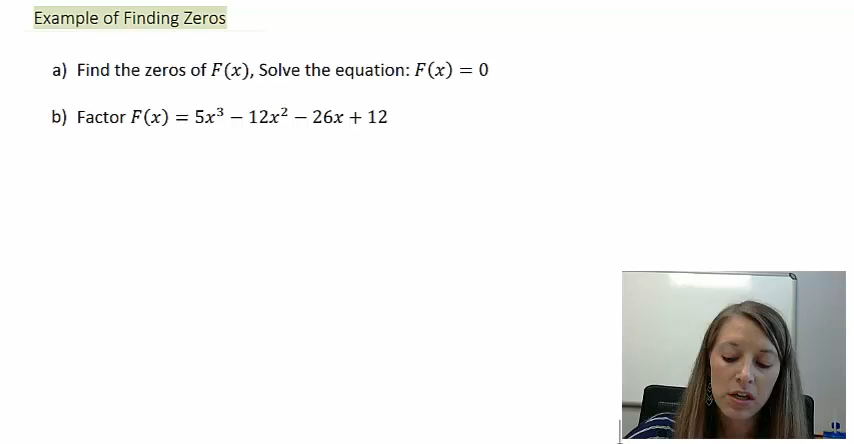 Example of Finding Zeros
a) Find the zeros of F(x), Solve the equation: F(x) = 0
b) Factor F(x) = 5x³ − 12x² − 26x + 12